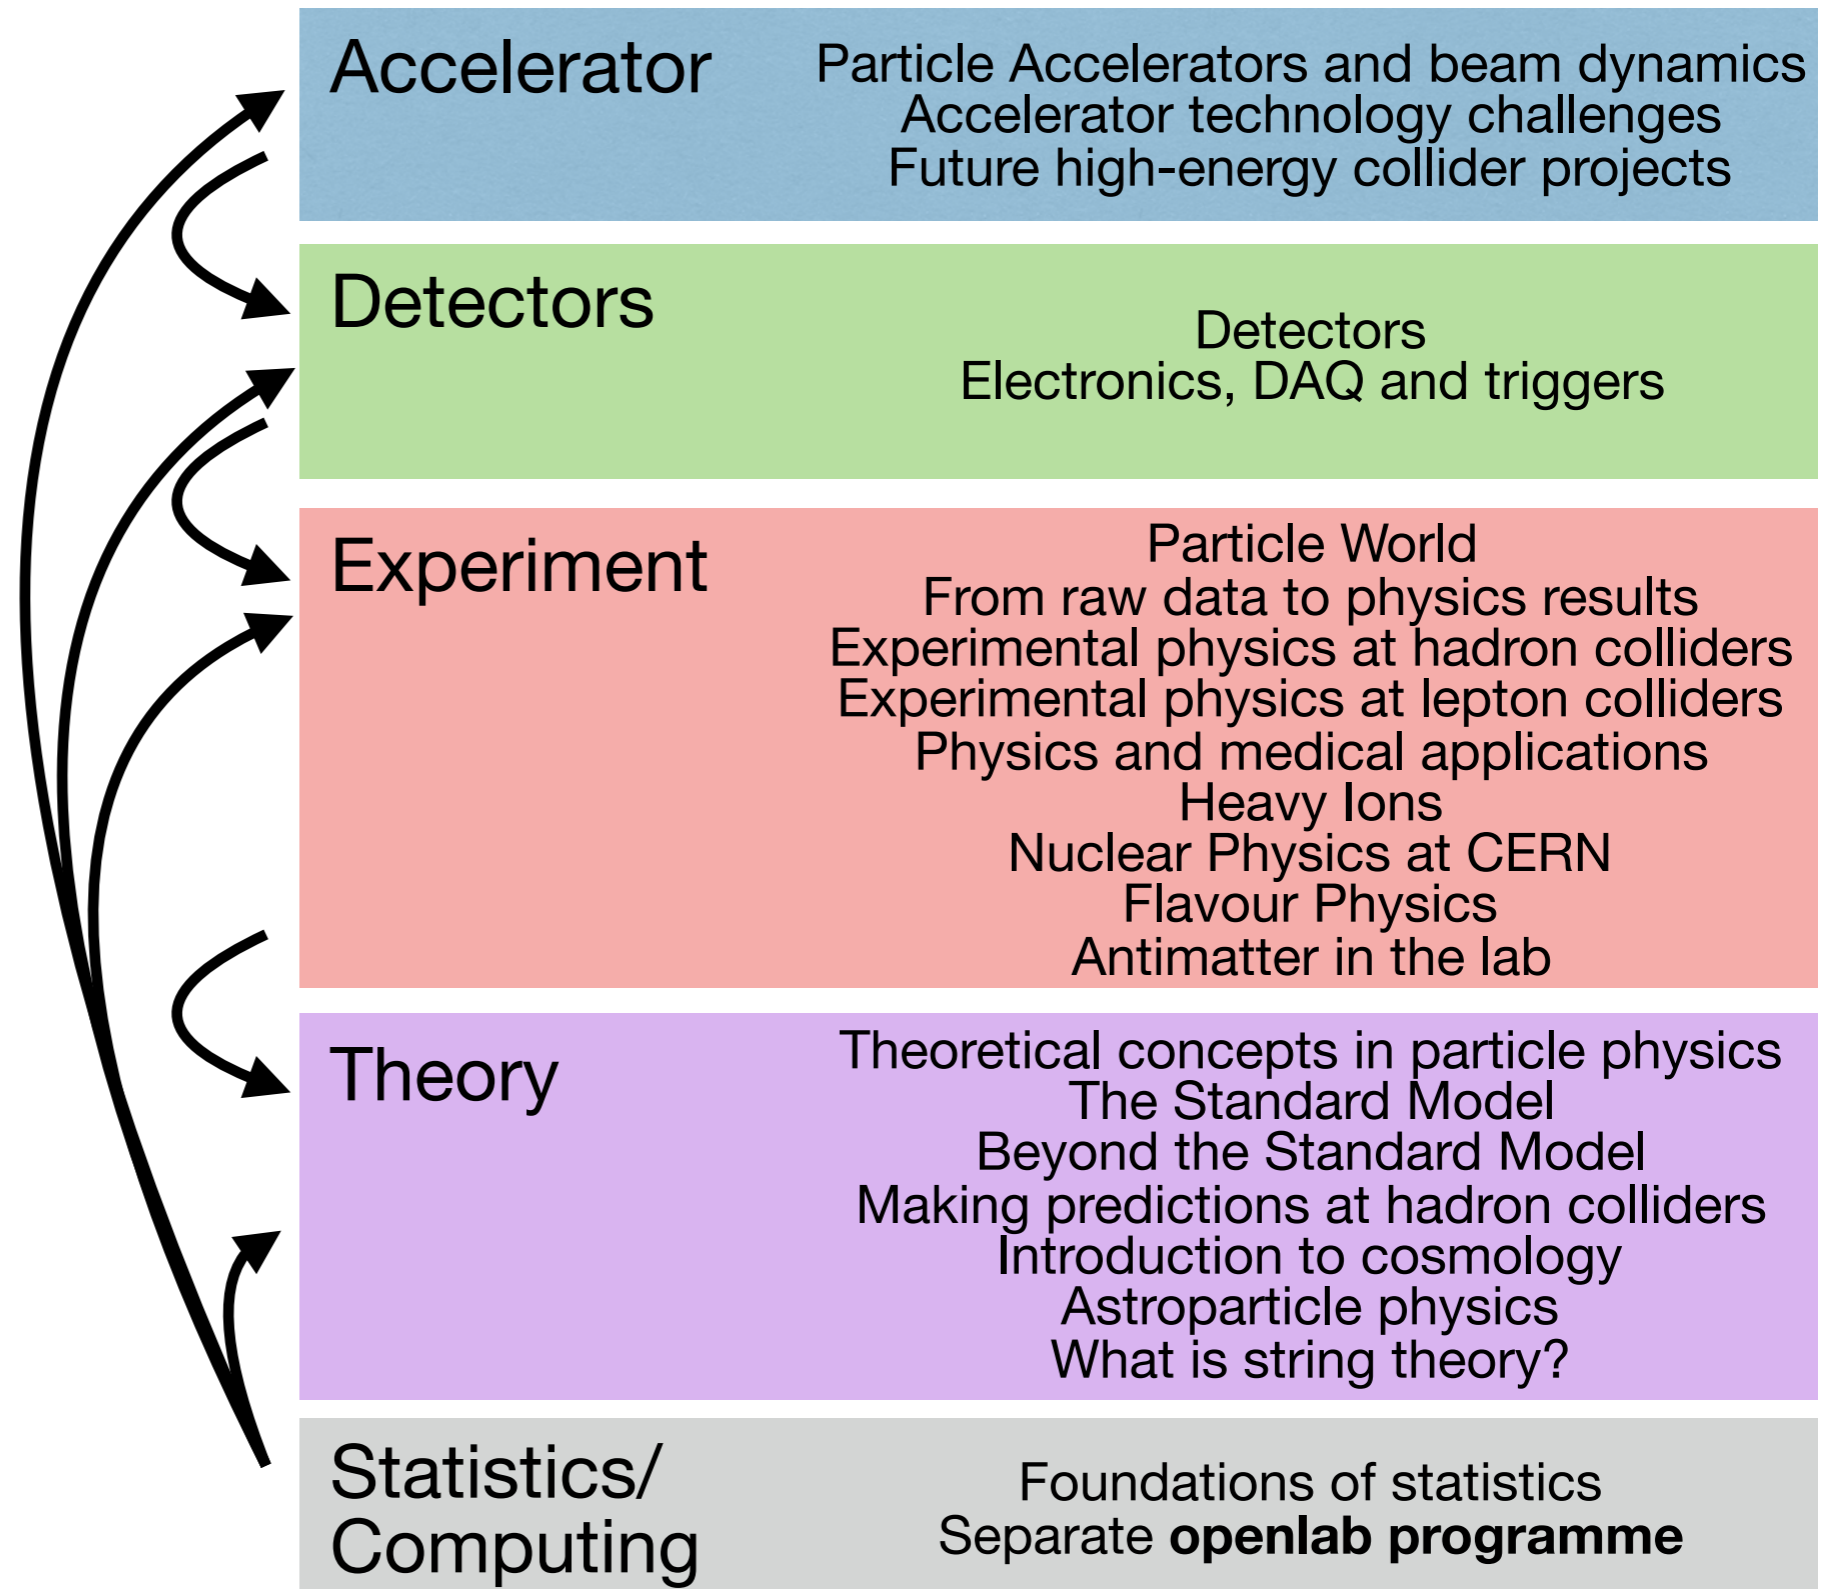 Accelerator
Particle Accelerators and beam dynamics
Accelerator technology challenges
Future high-energy collider projects
Detectors
Detectors
Electronics, DAQ and triggers
Experiment
Particle World
From raw data to physics results
Experimental physics at hadron colliders
Experimental physics at lepton colliders
Physics and medical applications
Heavy Ions
Nuclear Physics at CERN
Flavour Physics
Antimatter in the lab
Theory
Theoretical concepts in particle physics
The Standard Model
Beyond the Standard Model
Making predictions at hadron colliders
Introduction to cosmology
Astroparticle physics
What is string theory?
Statistics/
Computing
Foundations of statistics
Separate openlab programme